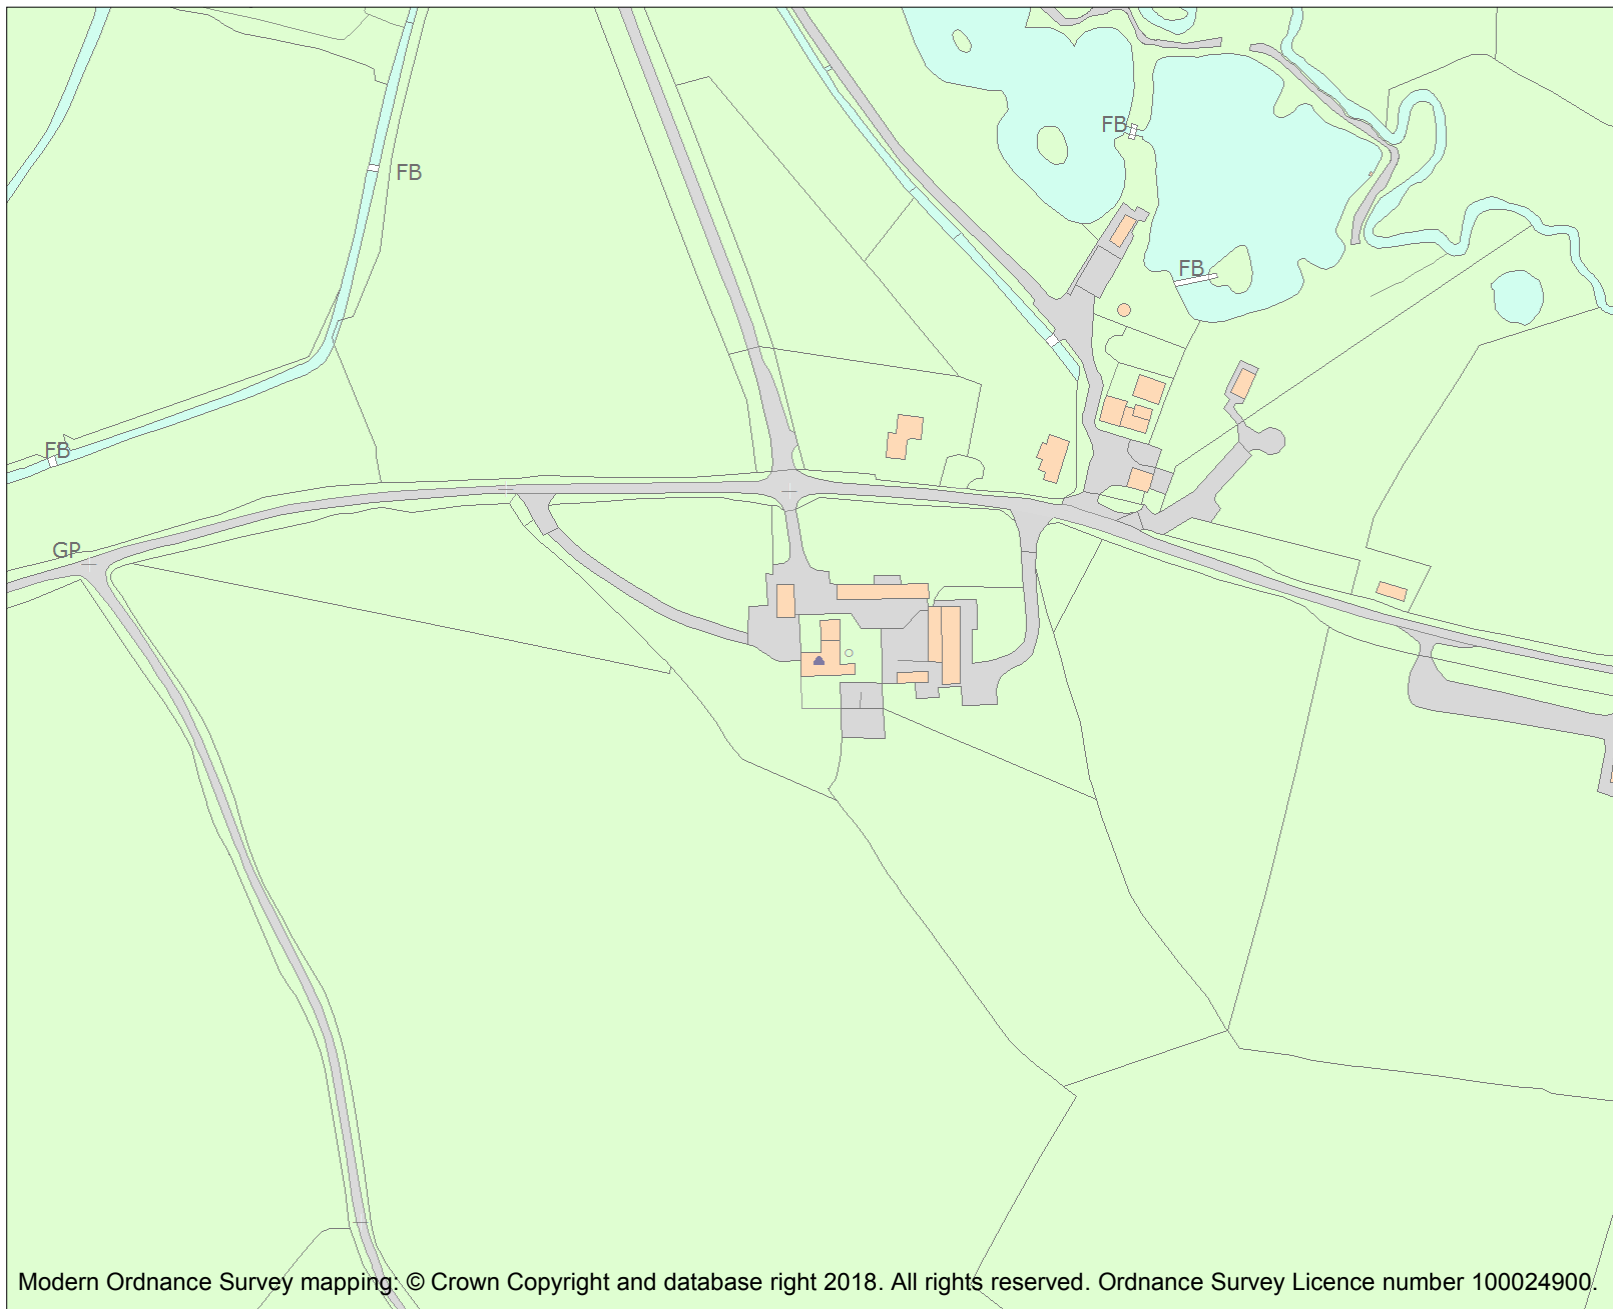 FB
FB
FB
FB
GP
Modern Ordnance Survey mapping: © Crown Copyright and database right 2018. All rights reserved. Ordnance Survey Licence number 100024900.